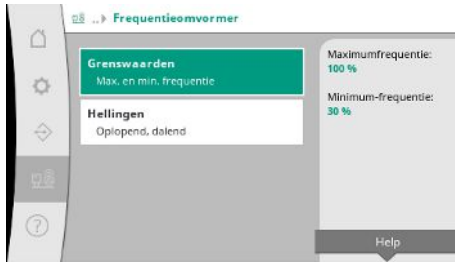 ..▸ Frequentieomvormer
Grenswaarden
Max. en min. frequentie
Hellingen
Oplopend, dalend
Maximumfrequentie:
100 %
Minimum-frequentie:
30 %
?
Help